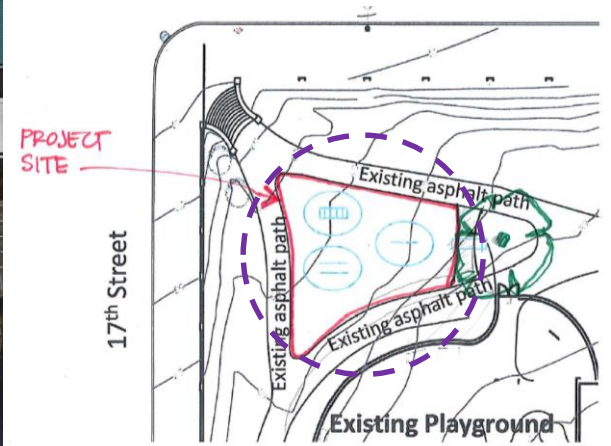 PROJECT
SITE
Existing asphalt path
Existing asphalt path
Existing asphalt path
17th Street
Existing Playground